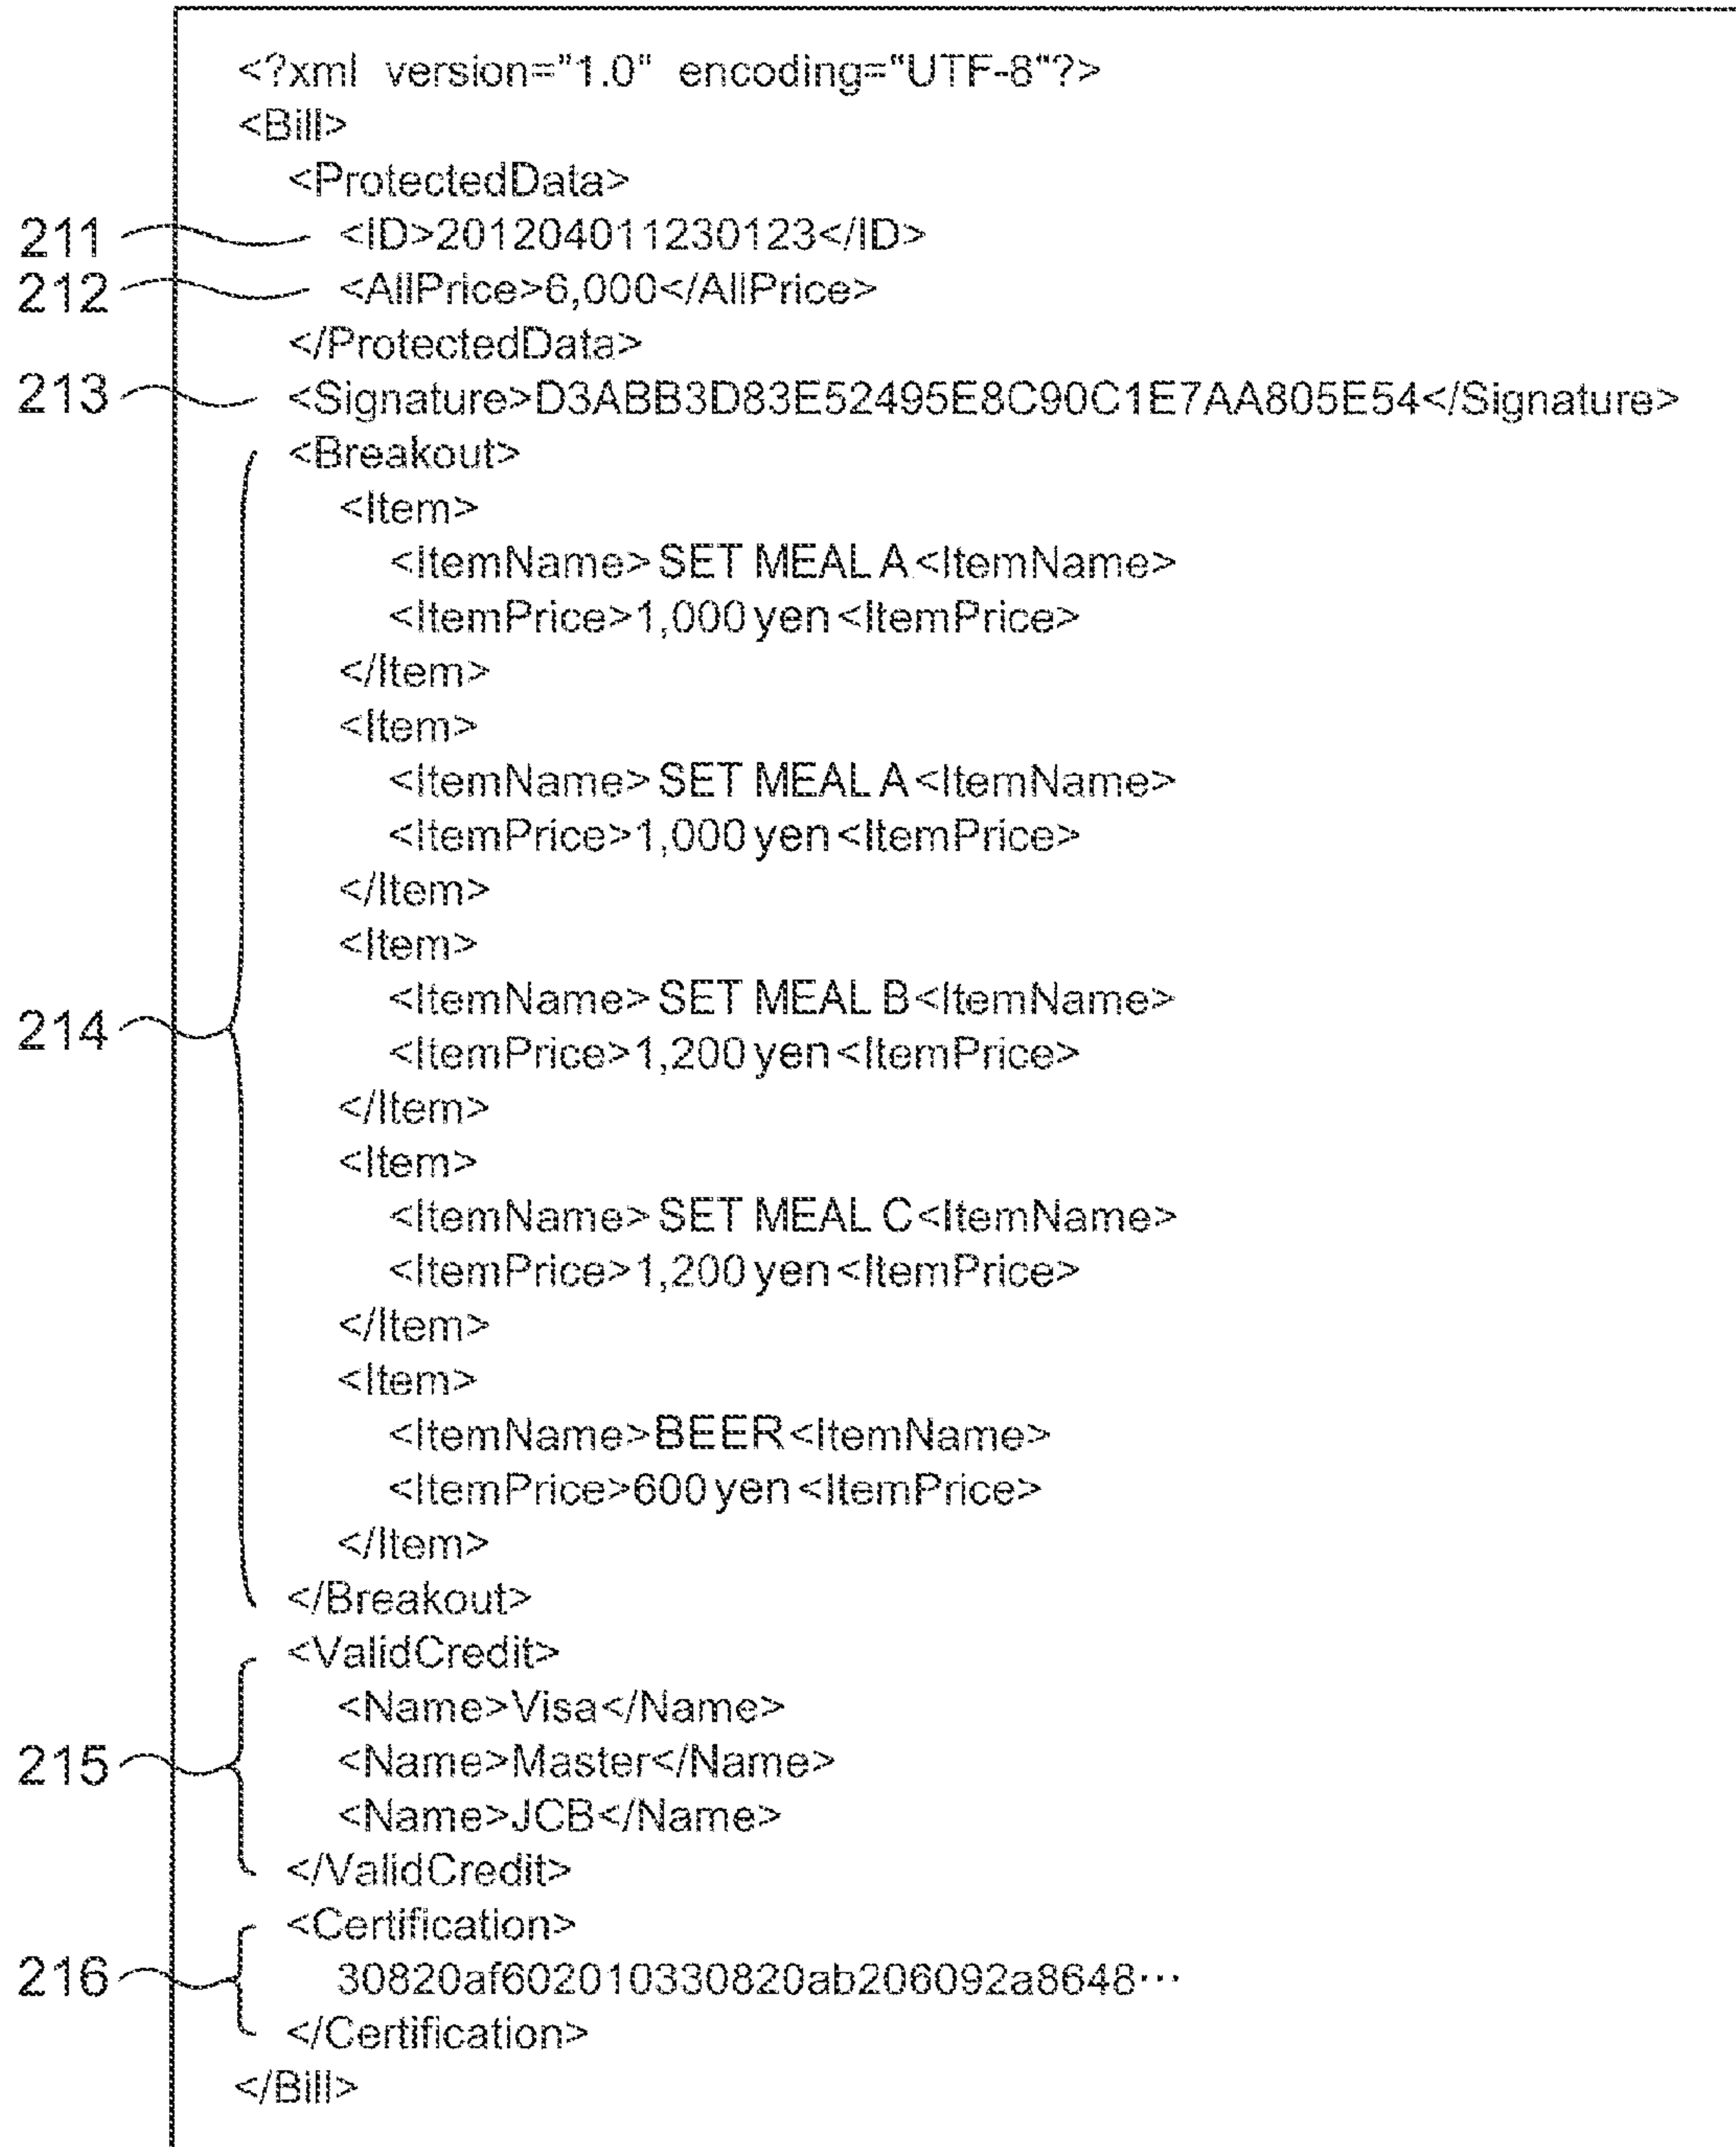 <?xml version="1.0" encoding="UTF-8"?>
<Bill>
<ProtectedData>
211 <ID>201204011230123</ID>
212 <AllPrice>6,000</AllPrice>
</ProtectedData>
213 <Signature>D3ABB3D83E52495E8C90C1E7AA805E54</Signature>
<Breakout>
<Item>
<ItemName>SET MEAL A<ItemName>
<ItemPrice>1,000 yen<ItemPrice>
</Item>
<Item>
<ItemName>SET MEAL A<ItemName>
<ItemPrice>1,000 yen<ItemPrice>
</Item>
<Item>
<ItemName>SET MEAL B<ItemName>
214 <ItemPrice>1,200 yen<ItemPrice>
</Item>
<Item>
<ItemName>SET MEAL C<ItemName>
<ItemPrice>1,200 yen<ItemPrice>
</Item>
<Item>
<ItemName>BEER<ItemName>
<ItemPrice>600 yen<ItemPrice>
</Item>
</Breakout>
<ValidCredit>
<Name>Visa</Name>
215 <Name>Master</Name>
<Name>JCB</Name>
</ValidCredit>
<Certification>
216 30820af602010330820ab206092a8648···
</Certification>
</Bill>